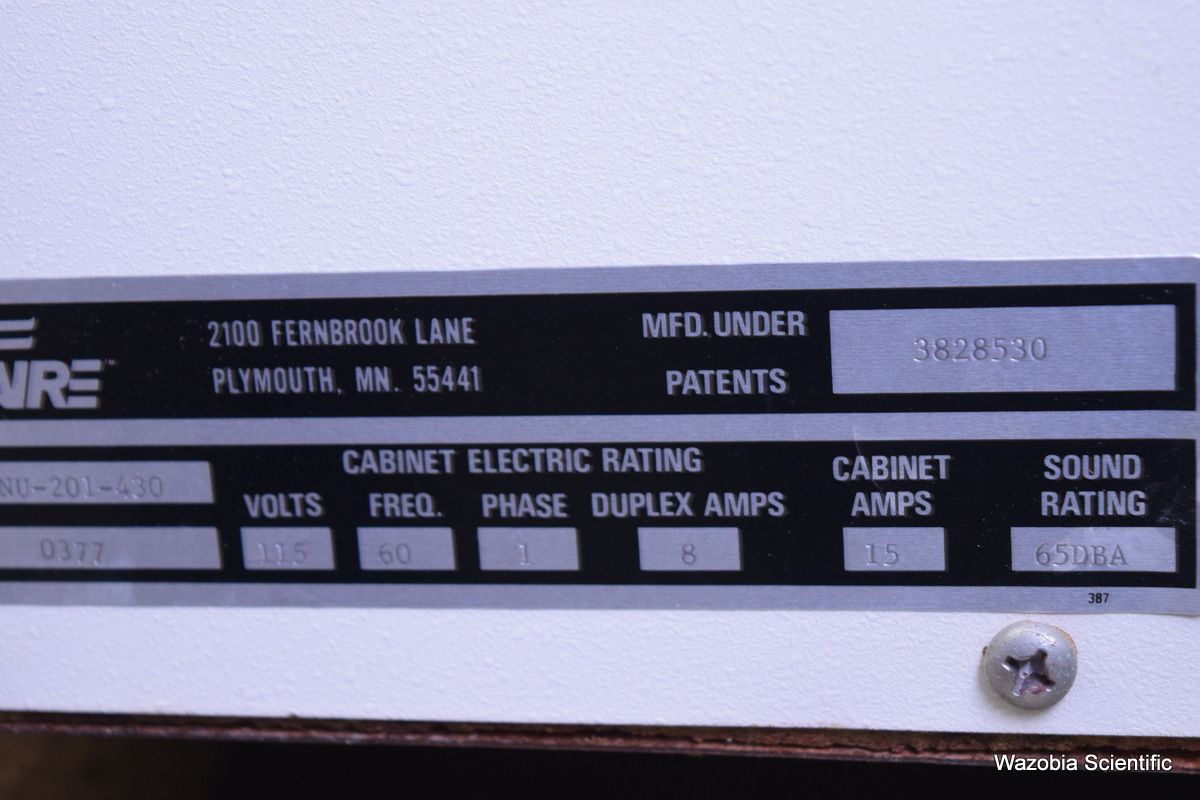 AIRE™
2100 FERNBROOK LANE
PLYMOUTH, MN. 55441
MFD. UNDER
PATENTS
3828530
NU-201-430
0377
CABINET ELECTRIC RATING
VOLTS FREQ. PHASE DUPLEX AMPS
115 60 1 8
CABINET
AMPS
15
SOUND
RATING
65DBA
387
Wazobia Scientific